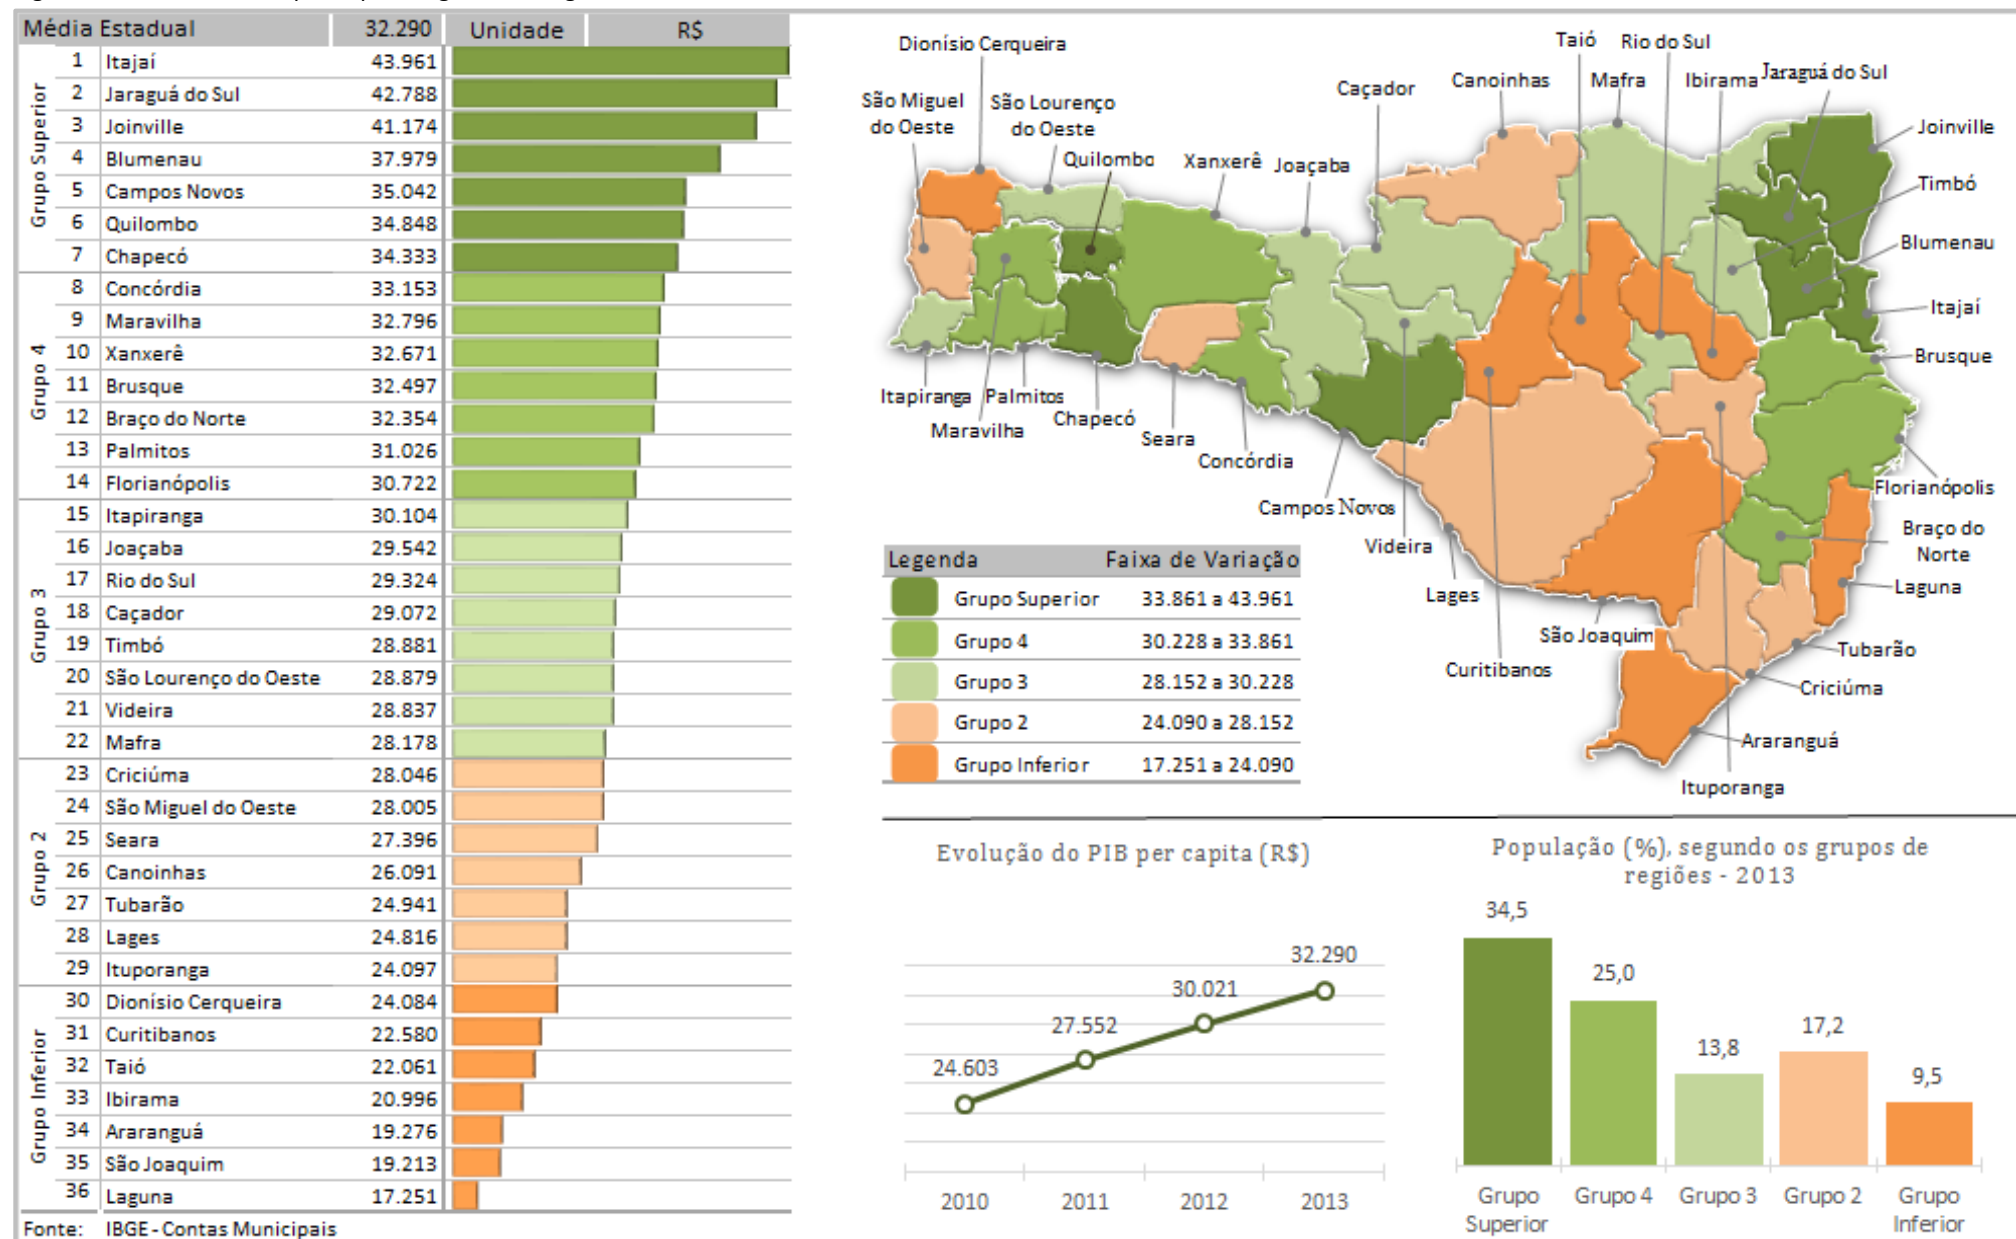 Média Estadual 32.290 Unidade R$
Grupo Superior
1 Itajaí 43.961
2 Jaraguá do Sul 42.788
3 Joinville 41.174
4 Blumenau 37.979
5 Campos Novos 35.042
6 Quilombo 34.848
7 Chapecó 34.333
Grupo 4
8 Concórdia 33.153
9 Maravilha 32.796
10 Xanxerê 32.671
11 Brusque 32.497
12 Braço do Norte 32.354
13 Palmitos 31.026
14 Florianópolis 30.722
Grupo 3
15 Itapiranga 30.104
16 Joaçaba 29.542
17 Rio do Sul 29.324
18 Caçador 29.072
19 Timbó 28.881
20 São Lourenço do Oeste 28.879
21 Videira 28.837
22 Mafra 28.178
Grupo 2
23 Criciúma 28.046
24 São Miguel do Oeste 28.005
25 Seara 27.396
26 Canoinhas 26.091
27 Tubarão 24.941
28 Lages 24.816
29 Ituporanga 24.097
Grupo Inferior
30 Dionísio Cerqueira 24.084
31 Curitibanos 22.580
32 Taió 22.061
33 Ibirama 20.996
34 Araranguá 19.276
35 São Joaquim 19.213
36 Laguna 17.251
Fonte: IBGE - Contas Municipais
Dionísio Cerqueira
São Miguel
do Oeste
São Lourenço
do Oeste
Quilombo
Xanxerê
Joaçaba
Caçador
Canoinhas
Taió
Rio do Sul
Mafra
Ibirama
Jaraguá do Sul
Joinville
Timbó
Blumenau
Itajaí
Brusque
Itapiranga
Palmitos
Maravilha
Chapecó
Seara
Concórdia
Campos Novos
Videira
Lages
Curitibanos
São Joaquim
Florianópolis
Braço do
Norte
Laguna
Tubarão
Criciúma
Araranguá
Ituporanga
Legenda Faixa de Variação
Grupo Superior 33.861 a 43.961
Grupo 4 30.228 a 33.861
Grupo 3 28.152 a 30.228
Grupo 2 24.090 a 28.152
Grupo Inferior 17.251 a 24.090
Evolução do PIB per capita (R$)
24.603
27.552
30.021
32.290
2010 2011 2012 2013
População (%), segundo os grupos de
regiões - 2013
34,5
25,0
13,8
17,2
9,5
Grupo
Superior
Grupo 4
Grupo 3
Grupo 2
Grupo
Inferior